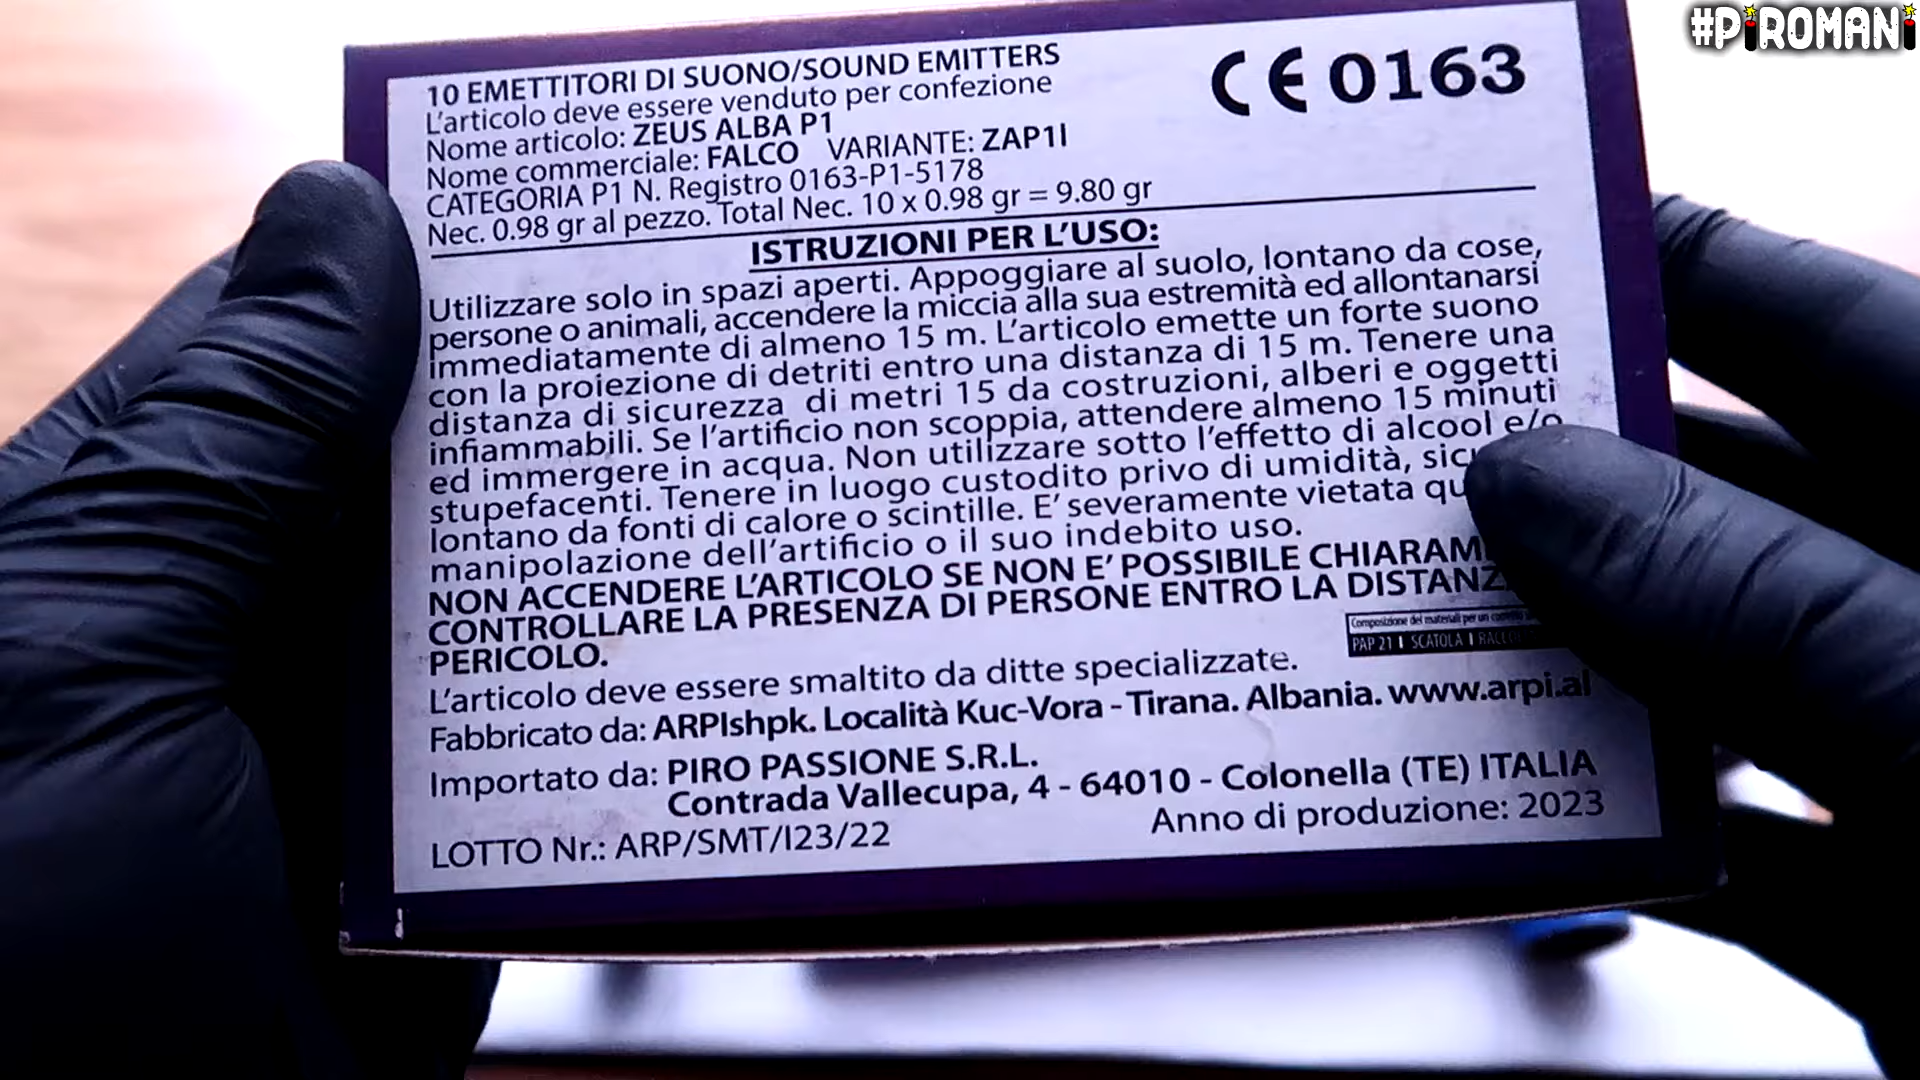 #PIROMANI
10 EMETTITORI DI SUONO/SOUND EMITTERS
CE 0163
L'articolo deve essere venduto per confezione
Nome articolo: ZEUS ALBA P1
Nome commerciale: FALCO VARIANTE: ZAP1I
CATEGORIA P1 N. Registro 0163-P1-5178
Nec. 0.98 gr al pezzo. Total Nec. 10 x 0.98 gr = 9.80 gr
ISTRUZIONI PER L'USO:
Utilizzare solo in spazi aperti. Appoggiare al suolo, lontano da cose,
persone o animali, accendere la miccia alla sua estremità ed allontanarsi
immediatamente di almeno 15 m. L'articolo emette un forte suono
con la proiezione di detriti entro una distanza di 15 m. Tenere una
distanza di sicurezza di metri 15 da costruzioni, alberi e oggetti
infiammabili. Se l'artificio non scoppia, attendere almeno 15 minuti
ed immergere in acqua. Non utilizzare sotto l'effetto di alcool e/o
stupefacenti. Tenere in luogo custodito privo di umidità,
lontano da fonti di calore o scintille. E' severamente vietata
manipolazione dell'artificio o il suo indebito uso.
NON ACCENDERE L'ARTICOLO SE NON E' POSSIBILE
CONTROLLARE LA PRESENZA DI PERSONE ENTRO LA
PERICOLO.
Composizione dei materiali per un
PAP 21 | SCATOLA |
L'articolo deve essere smaltito da ditte specializzate.
Fabbricato da: ARPIshpk. Località Kuc-Vora - Tirana. Albania. www.arpi.al
Importato da: PIRO PASSIONE S.R.L.
Contrada Vallecupa, 4 - 64010 - Colonella (TE) ITALIA
LOTTO Nr.: ARP/SMT/I23/22
Anno di produzione: 2023